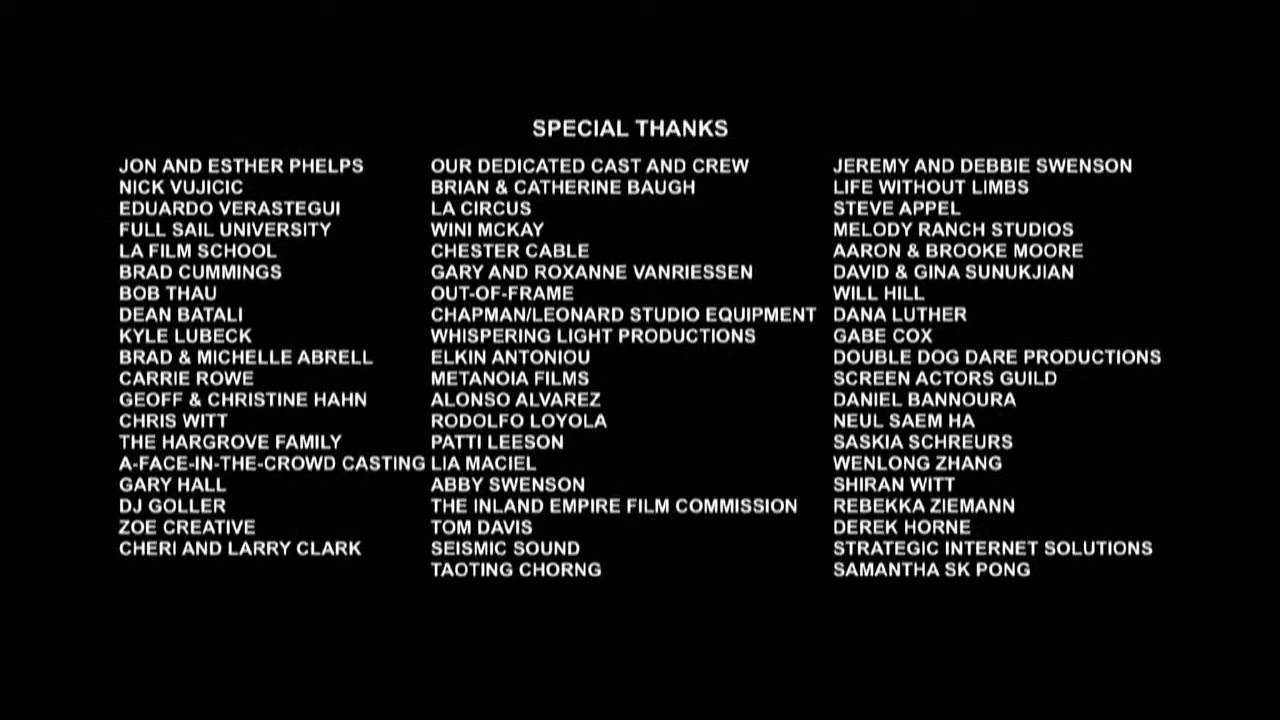 SPECIAL THANKS
JON AND ESTHER PHELPS
NICK VUJICIC
EDUARDO VERASTEGUI
FULL SAIL UNIVERSITY
LA FILM SCHOOL
BRAD CUMMINGS
BOB THAU
DEAN BATALI
KYLE LUBECK
BRAD & MICHELLE ABRELL
CARRIE ROWE
GEOFF & CHRISTINE HAHN
CHRIS WITT
THE HARGROVE FAMILY
A-FACE-IN-THE-CROWD CASTING
GARY HALL
DJ GOLLER
ZOE CREATIVE
CHERI AND LARRY CLARK
OUR DEDICATED CAST AND CREW
BRIAN & CATHERINE BAUGH
LA CIRCUS
WINI MCKAY
CHESTER CABLE
GARY AND ROXANNE VANRIESSEN
OUT-OF-FRAME
CHAPMAN/LEONARD STUDIO EQUIPMENT
WHISPERING LIGHT PRODUCTIONS
ELKIN ANTONIOU
METANOIA FILMS
ALONSO ALVAREZ
RODOLFO LOYOLA
PATTI LEESON
LIA MACIEL
ABBY SWENSON
THE INLAND EMPIRE FILM COMMISSION
TOM DAVIS
SEISMIC SOUND
TAOTING CHORNG
JEREMY AND DEBBIE SWENSON
LIFE WITHOUT LIMBS
STEVE APPEL
MELODY RANCH STUDIOS
AARON & BROOKE MOORE
DAVID & GINA SUNUKJIAN
WILL HILL
DANA LUTHER
GABE COX
DOUBLE DOG DARE PRODUCTIONS
SCREEN ACTORS GUILD
DANIEL BANNOURA
NEUL SAEM HA
SASKIA SCHREURS
WENLONG ZHANG
SHIRAN WITT
REBEKKA ZIEMANN
DEREK HORNE
STRATEGIC INTERNET SOLUTIONS
SAMANTHA SK PONG